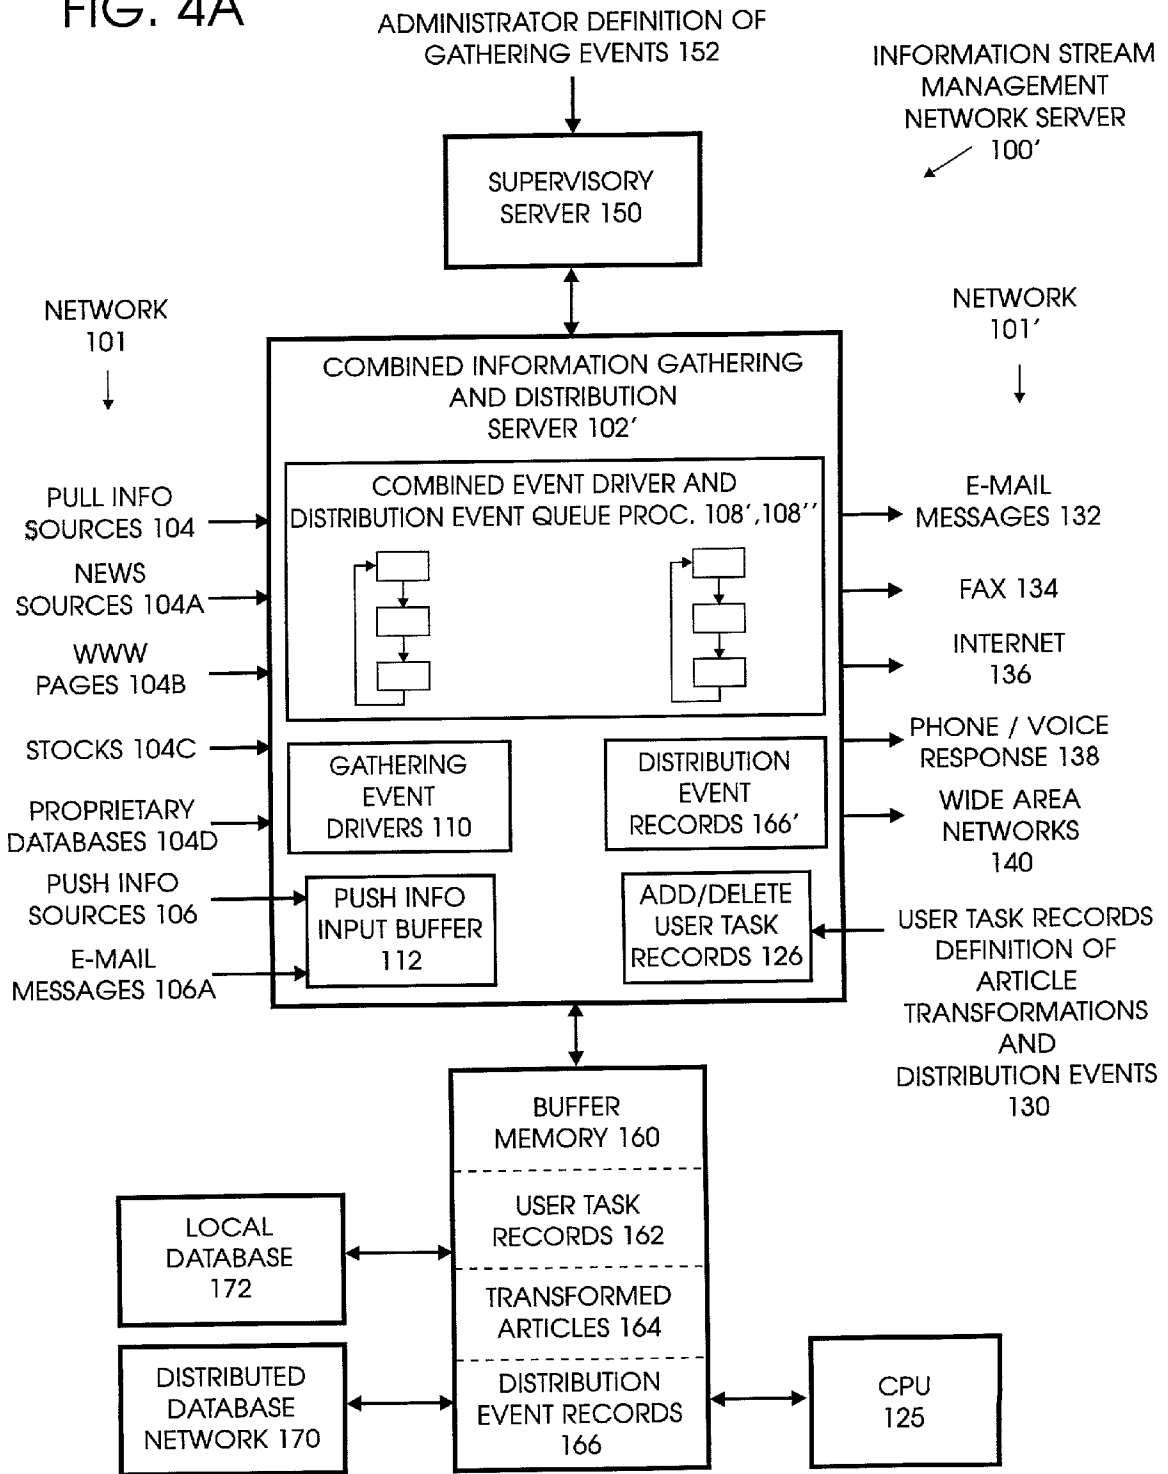 FIG. 4A
ADMINISTRATOR DEFINITION OF
GATHERING EVENTS 152
INFORMATION STREAM
MANAGEMENT
NETWORK SERVER
100'
SUPERVISORY
SERVER 150
NETWORK
101
NETWORK
101'
COMBINED INFORMATION GATHERING
AND DISTRIBUTION
SERVER 102'
COMBINED EVENT DRIVER AND
DISTRIBUTION EVENT QUEUE PROC. 108',108''
PULL INFO
SOURCES 104
NEWS
SOURCES 104A
WWW
PAGES 104B
STOCKS 104C
PROPRIETARY
DATABASES 104D
PUSH INFO
SOURCES 106
E-MAIL
MESSAGES 106A
GATHERING
EVENT
DRIVERS 110
DISTRIBUTION
EVENT
RECORDS 166'
PUSH INFO
INPUT BUFFER
112
ADD/DELETE
USER TASK
RECORDS 126
E-MAIL
MESSAGES 132
FAX 134
INTERNET
136
PHONE / VOICE
RESPONSE 138
WIDE AREA
NETWORKS
140
USER TASK RECORDS
DEFINITION OF
ARTICLE
TRANSFORMATIONS
AND
DISTRIBUTION EVENTS
130
BUFFER
MEMORY 160
USER TASK
RECORDS 162
TRANSFORMED
ARTICLES 164
DISTRIBUTION
EVENT RECORDS
166
LOCAL
DATABASE
172
DISTRIBUTED
DATABASE
NETWORK 170
CPU
125